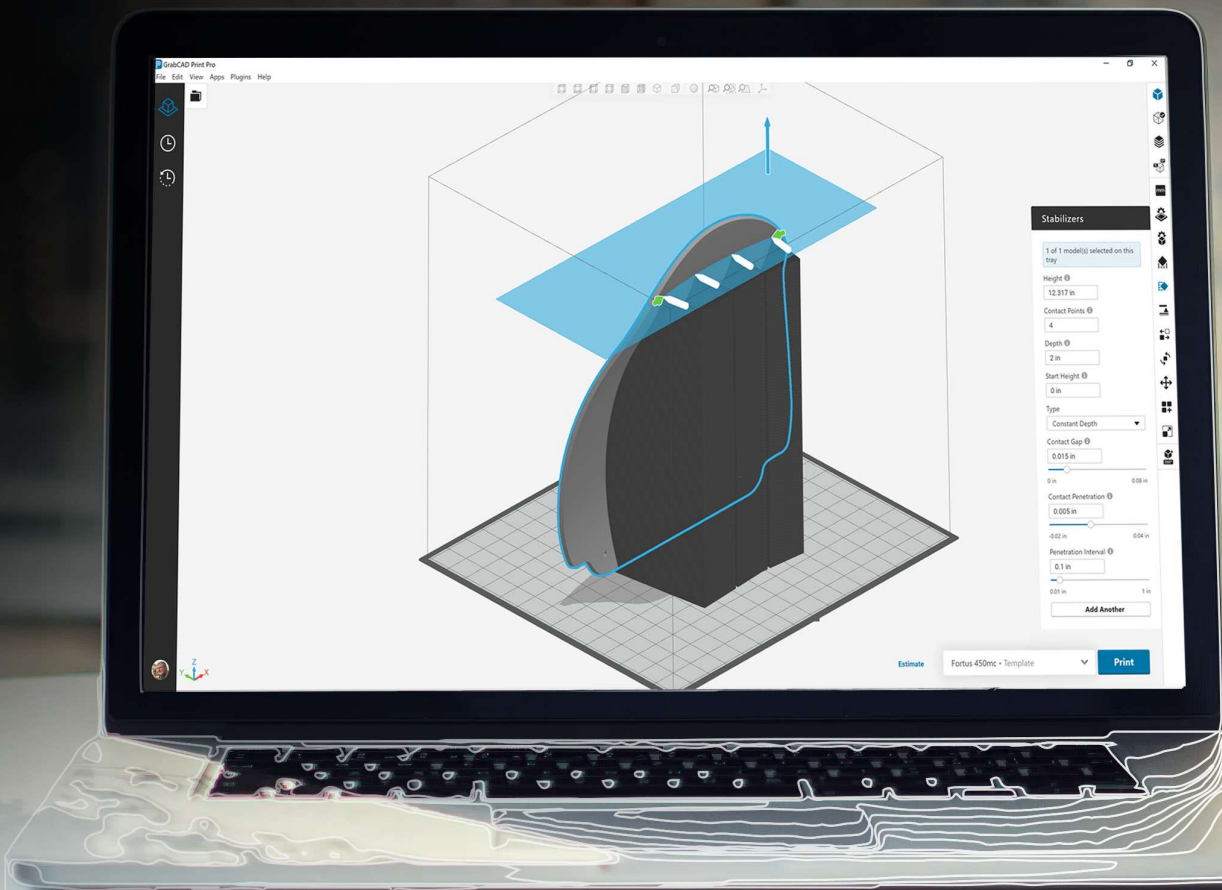 GrabCAD Print Pro
File Edit View Apps Plugins Help
mm
Stabilizers
1 of 1 model(s) selected on this
tray
Height
12.317 in
Contact Points
4
Depth
2 in
Start Height
0 in
Type
Constant Depth
Contact Gap
0.015 in
0 in 0.08 in
Contact Penetration
0.005 in
-0.02 in 0.04 in
Penetration Interval
0.1 in
0.01 in 1 in
Add Another
Estimate
Fortus 450mc • Template
Print
Z
Y X